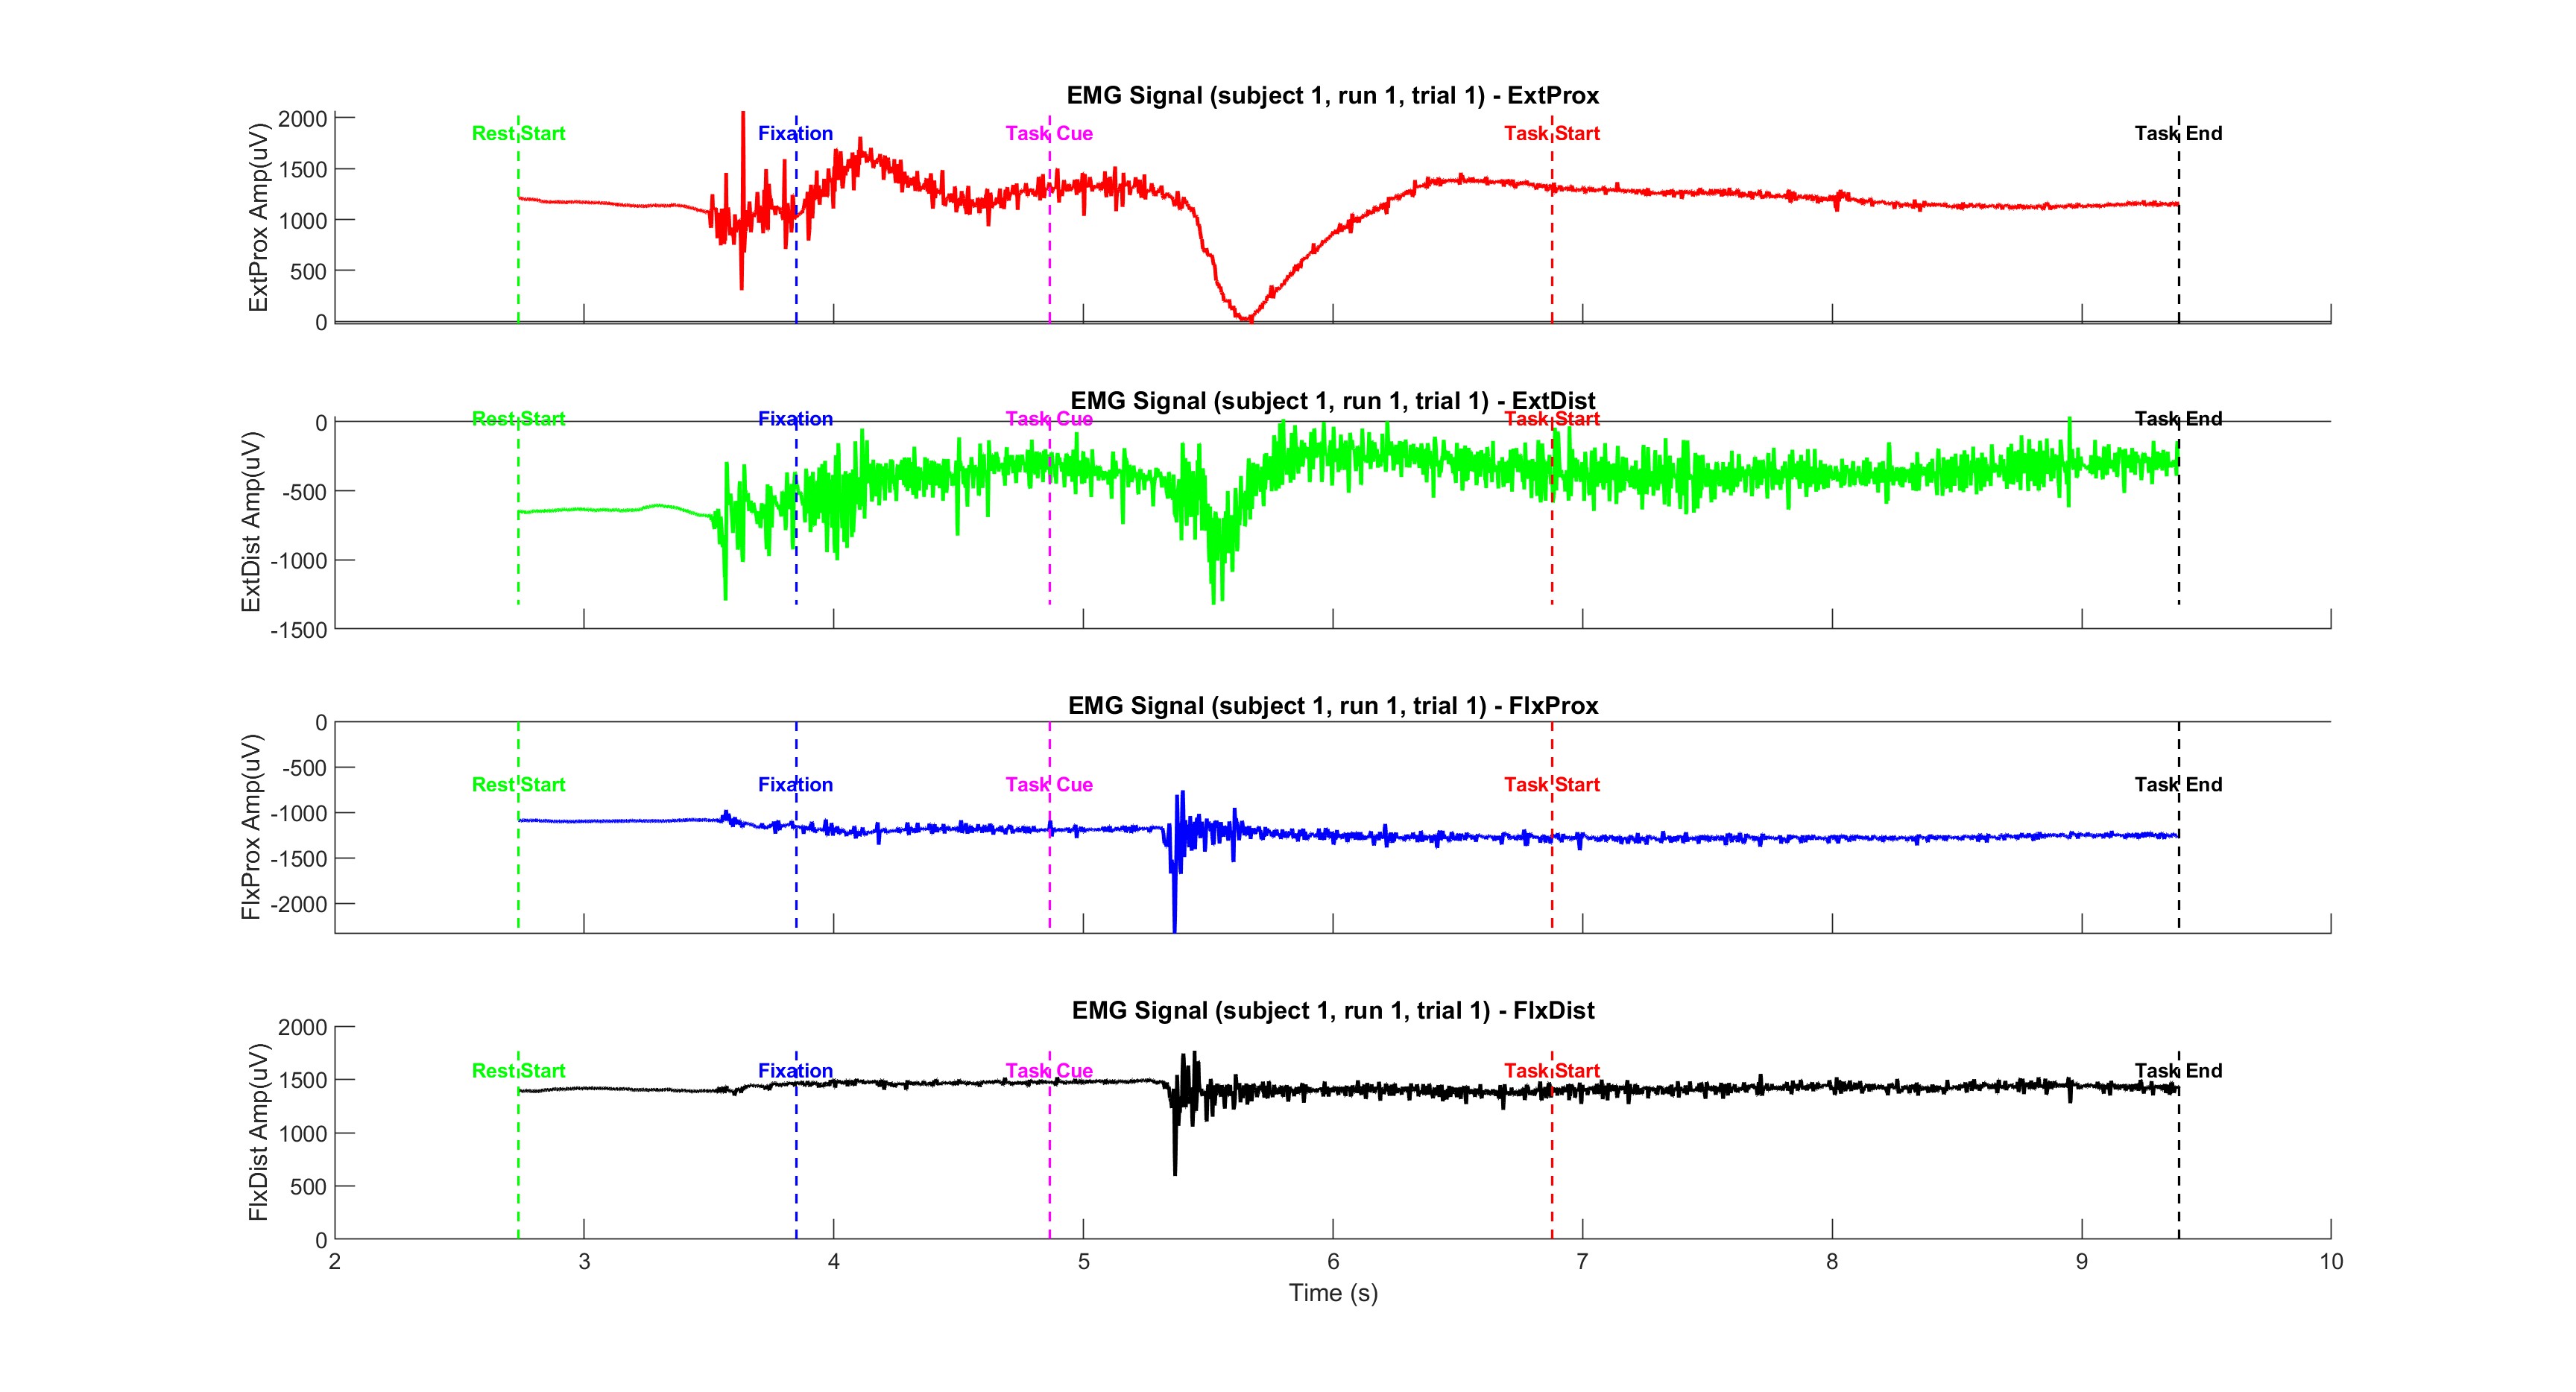 EMG Signal (subject 1, run 1, trial 1) - ExtProx
ExtProx Amp(uV)
2000
1500
1000
500
0
Rest Start
Fixation
Task Cue
Task Start
Task End
EMG Signal (subject 1, run 1, trial 1) - ExtDist
ExtDist Amp(uV)
0
-500
-1000
-1500
Rest Start
Fixation
Task Cue
Task Start
Task End
EMG Signal (subject 1, run 1, trial 1) - FlxProx
FlxProx Amp(uV)
0
-500
-1000
-1500
-2000
Rest Start
Fixation
Task Cue
Task Start
Task End
EMG Signal (subject 1, run 1, trial 1) - FlxDist
FlxDist Amp(uV)
2000
1500
1000
500
0
Rest Start
Fixation
Task Cue
Task Start
Task End
2 3 4 5 6 7 8 9 10
Time (s)